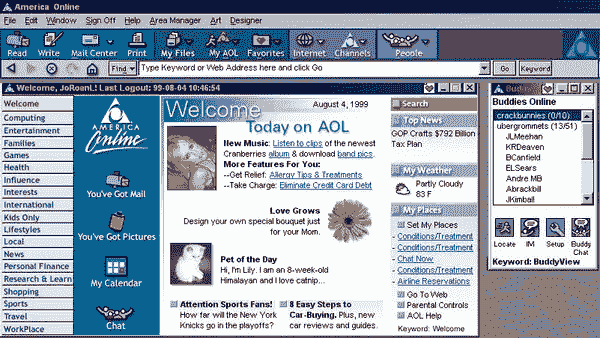 America Online
File Edit Window Sign Off Help Area Manager Art Designer
Read Write Mail Center Print My Files My AOL Favorites Internet Channels People
Find Type Keyword or Web Address here and click Go Go Keyword
Welcome, JoRoanL! Last Logout: 99-08-04 10:46:54
Welcome
Computing
Entertainment
Families
Games
Health
Influence
Interests
International
Kids Only
Lifestyles
Local
News
Personal Finance
Research & Learn
Shopping
Sports
Travel
WorkPlace
AMERICA
Online
You've Got Mail
You've Got Pictures
My Calendar
Chat
Welcome
August 4, 1999
Today on AOL
New Music: Listen to clips of the newest
Cranberries album & download band pics.
More Features For You:
--Get Relief: Allergy Tips & Treatments
--Take Charge: Eliminate Credit Card Debt
Love Grows
Design your own special bouquet just
for your Mom.
Pet of the Day
Hi, I'm Lily. I am an 8-week-old
Himalayan and I love catnip...
Attention Sports Fans!
How far will the New York
Knicks go in the playoffs?
8 Easy Steps to
Car-Buying. Plus, new
car reviews and guides.
Search
Top News
GOP Crafts $792 Billion
Tax Plan
My Weather
Partly Cloudy
83 F
My Places
Set My Places
- Conditions/Treatment
- Conditions/Treatment
- Chat Now
- Conditions/Treatment
- Airline Reservations
Go To Web
Parental Controls
AOL Help
Keyword: Welcome
Buddies Online
crackbunnies (0/10)
ubergrommets (13/51)
JLMeehan
KRDeaven
BCanfield
ELSears
Andre MB
Abrackbill
JKimball
Locate IM Setup Buddy
Chat
Keyword: BuddyView